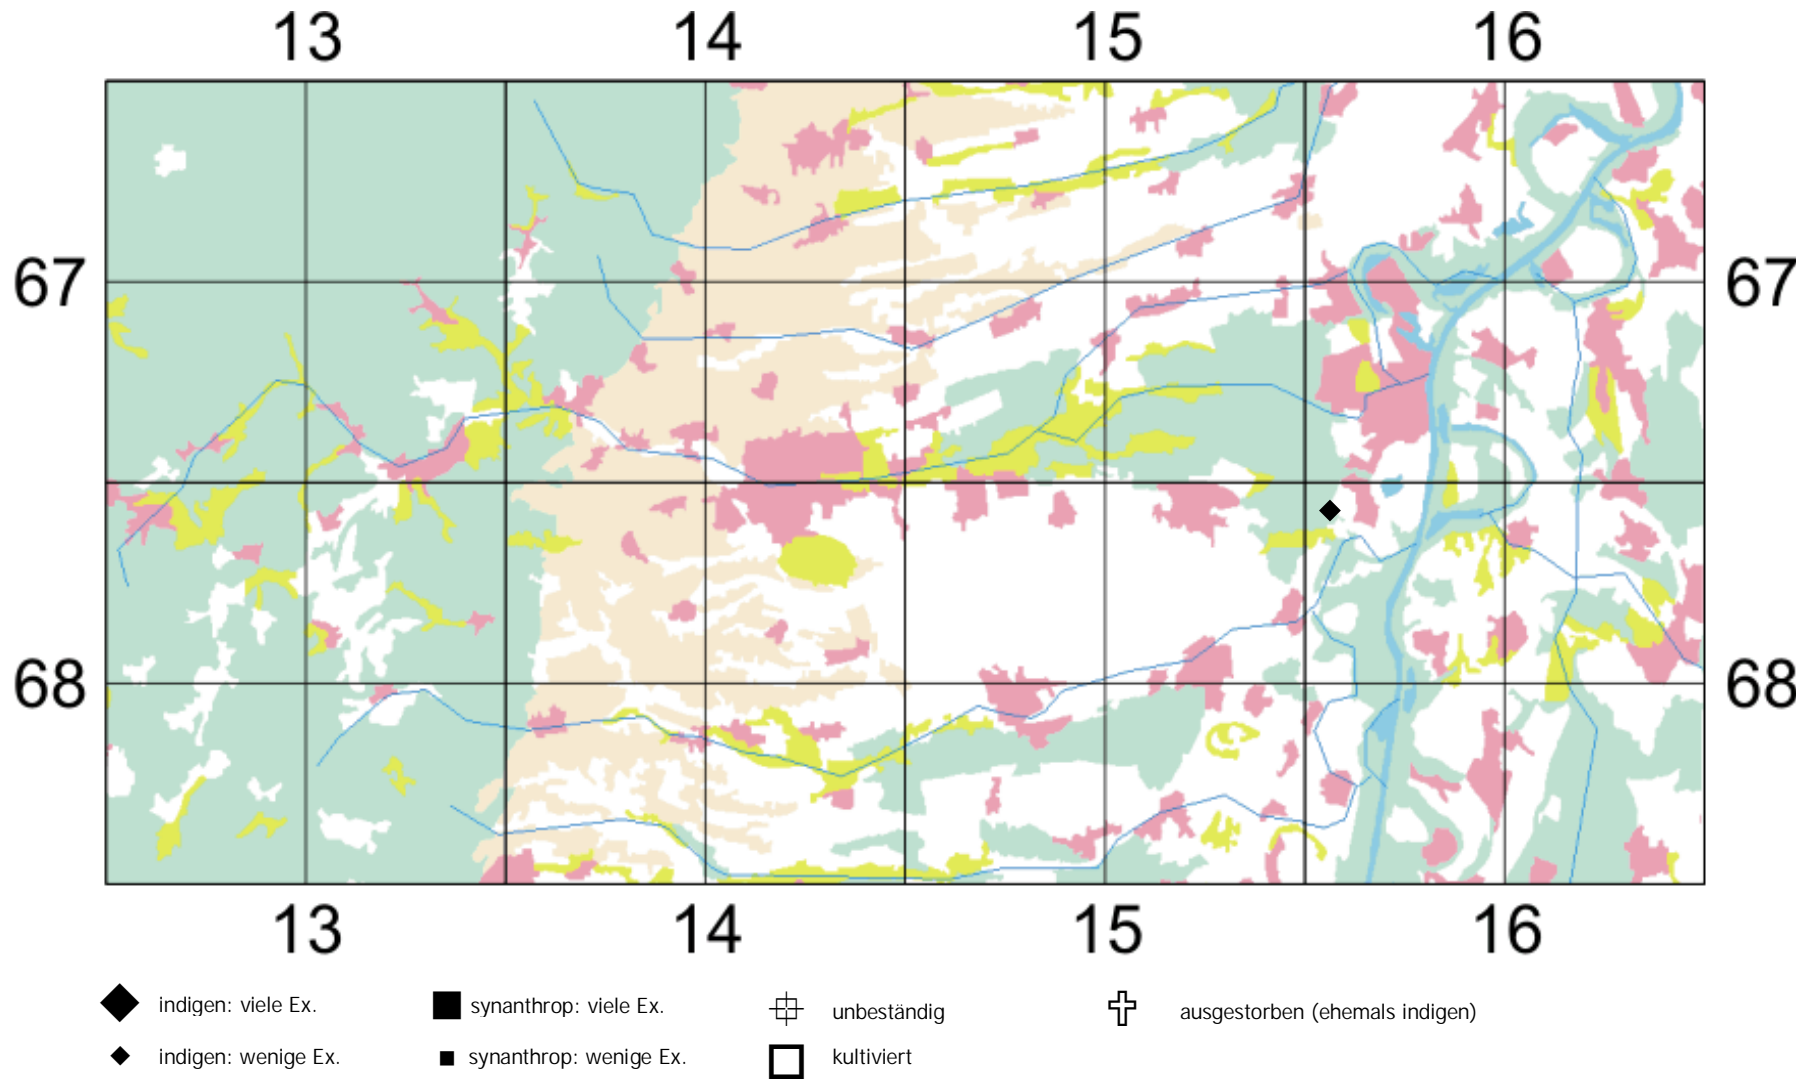 13 14 15 16
67 67
68 68
13 14 15 16
indigen: viele Ex. synanthrop: viele Ex. unbeständig ausgestorben (ehemals indigen)
indigen: wenige Ex. synanthrop: wenige Ex. kultiviert